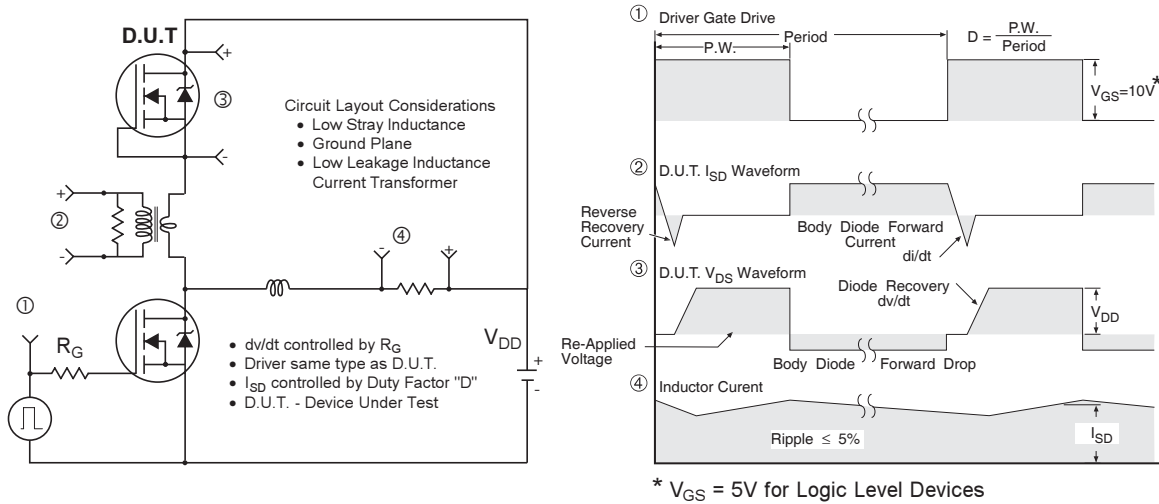 D.U.T
+
③
-
Circuit Layout Considerations
• Low Stray Inductance
• Ground Plane
• Low Leakage Inductance
Current Transformer
+
②
-
④
- +
①
R_G
V_DD
+
-
• dv/dt controlled by R_G
• Driver same type as D.U.T.
• I_SD controlled by Duty Factor "D"
• D.U.T. - Device Under Test
① Driver Gate Drive
P.W.
Period
D = P.W.
Period
V_GS=10V*
② D.U.T. I_SD Waveform
Reverse
Recovery
Current
Body Diode Forward
Current
di/dt
③ D.U.T. V_DS Waveform
Diode Recovery
dv/dt
V_DD
Re-Applied
Voltage
Body Diode Forward Drop
④ Inductor Curent
Ripple ≤ 5%
I_SD
* V_GS = 5V for Logic Level Devices